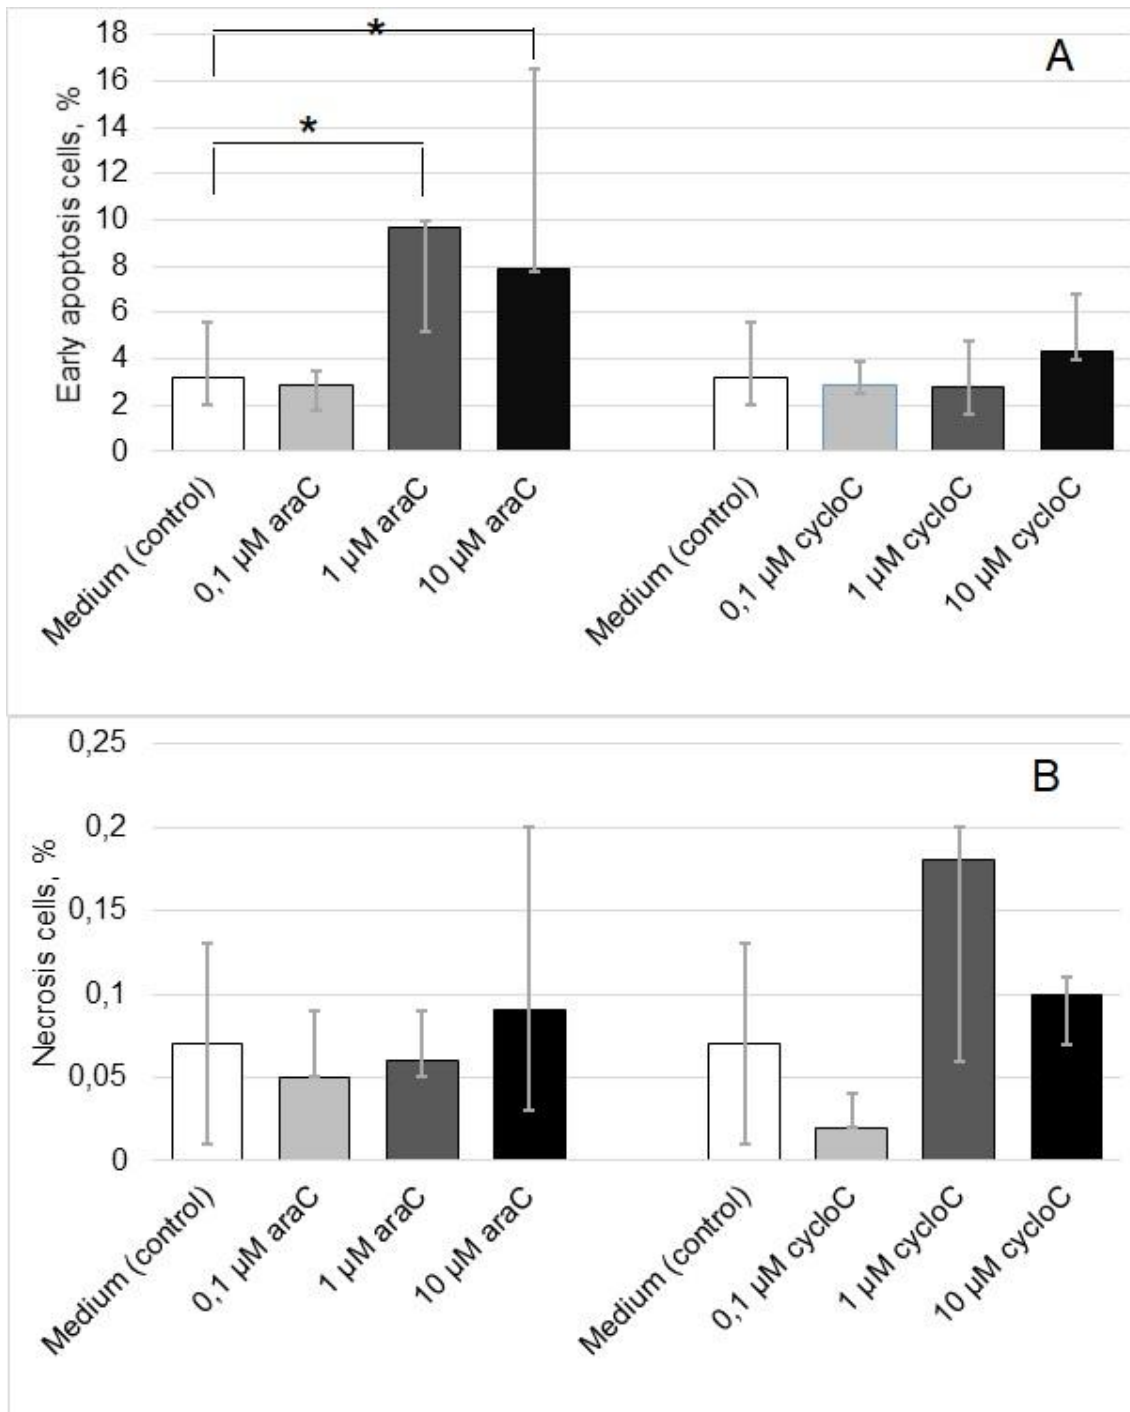 A
Early apoptosis cells, %
18
16
14
12
10
8
6
4
2
0
*
*
Medium (control)
0,1 µM araC
1 µM araC
10 µM araC
Medium (control)
0,1 µM cycloC
1 µM cycloC
10 µM cycloC
B
Necrosis cells, %
0,25
0,2
0,15
0,1
0,05
0
Medium (control)
0,1 µM araC
1 µM araC
10 µM araC
Medium (control)
0,1 µM cycloC
1 µM cycloC
10 µM cycloC